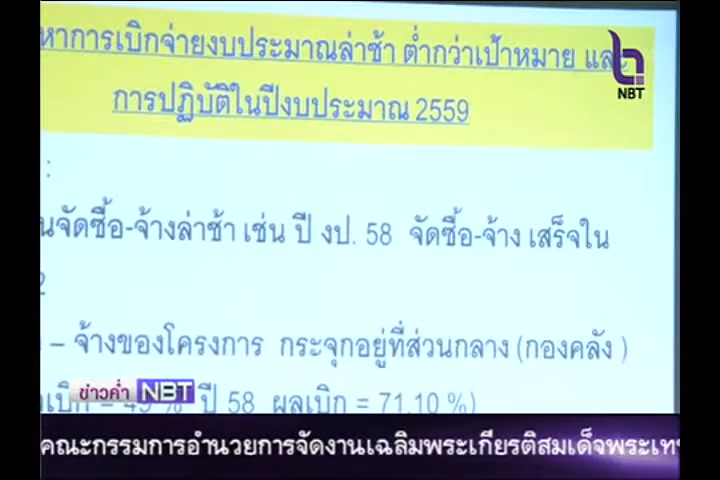 หาการเบิกจ่ายงบประมาณล่าช้า ต่ำกว่าเป้าหมาย และ
การปฏิบัติในปีงบประมาณ 2559
NBT
:
นจัดซื้อ-จ้างล่าช้า เช่น ปี งป. 58 จัดซื้อ-จ้าง เสร็จใน
2
– จ้างของโครงการ กระจุกอยู่ที่ส่วนกลาง (กองคลัง )
ปี 58 ผลเบิก = 71.10 %)
ข่าวค่ำ NBT
คณะกรรมการอำนวยการจัดงานเฉลิมพระเกียรติสมเด็จพระเทพ